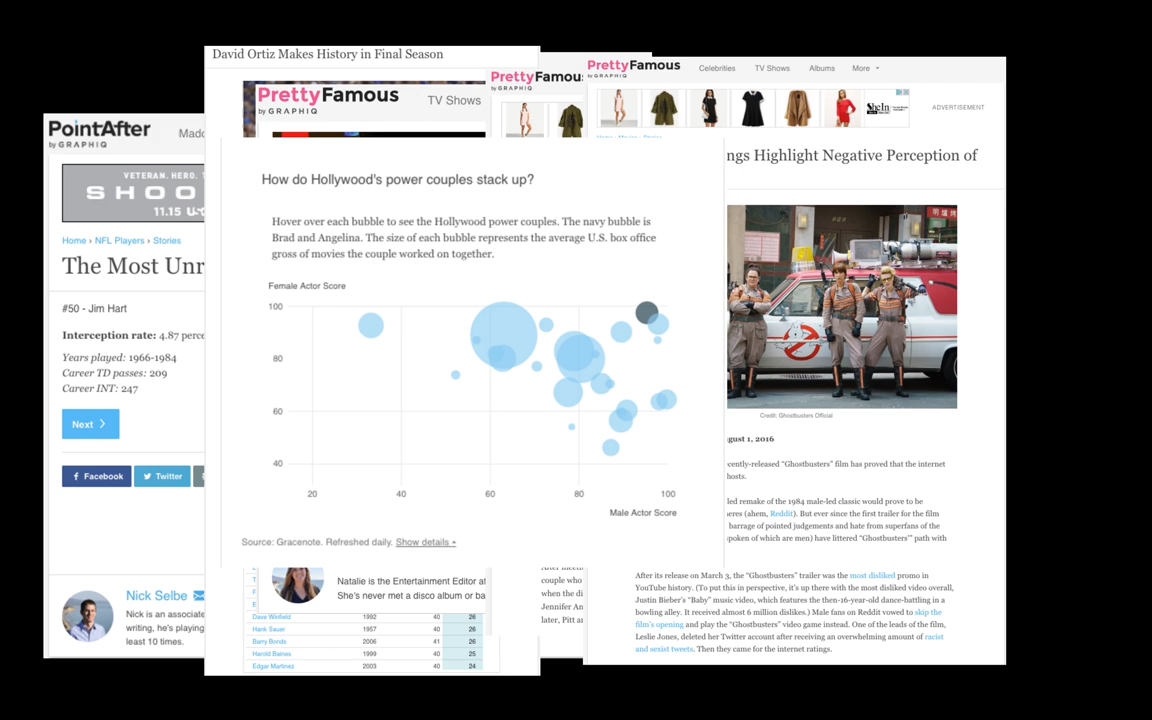 David Ortiz Makes History in Final Season
PrettyFamous
by GRAPHIQ
TV Shows
PrettyFamou
by GRAPHIQ
PrettyFamous
by GRAPHIQ
Celebrities
TV Shows
Albums
More
SheIn
ADVERTISEMENT
Home › Movies › Stories
PointAfter
by GRAPHIQ
Madd
VETERAN. HERO.
SHOO
11.15
Home › NFL Players › Stories
The Most Unr
#50 - Jim Hart
Interception rate: 4.87 perce
Years played: 1966-1984
Career TD passes: 209
Career INT: 247
Next
Facebook
Twitter
Nick Selbe
Nick is an associate
writing, he's playing
least 10 times.
How do Hollywood's power couples stack up?
Hover over each bubble to see the Hollywood power couples. The navy bubble is
Brad and Angelina. The size of each bubble represents the average U.S. box office
gross of movies the couple worked on together.
Female Actor Score
100
80
60
40
20
40
60
80
100
Male Actor Score
Source: Gracenote. Refreshed daily. Show details
Natalie is the Entertainment Editor at
She's never met a disco album or ba
Dave Winfield 1992 40 26
Hank Sauer 1957 40 26
Barry Bonds 2006 41 26
Harold Baines 1999 40 25
Edgar Martinez 2003 40 24
couple who
when the di
Jennifer An
later, Pitt ar
ngs Highlight Negative Perception of
Credit: Ghostbusters Official
gust 1, 2016
cently-released "Ghostbusters" film has proved that the internet
hosts.
led remake of the 1984 male-led classic would prove to be
eres (ahem, Reddit). But ever since the first trailer for the film
barrage of pointed judgements and hate from superfans of the
spoken of which are men) have littered "Ghostbusters'" path with
After its release on March 3, the "Ghostbusters" trailer was the most disliked promo in
YouTube history. (To put this in perspective, it's up there with the most disliked video overall,
Justin Bieber's "Baby" music video, which features the then-16-year-old dance-battling in a
bowling alley. It received almost 6 million dislikes.) Male fans on Reddit vowed to skip the
film's opening and play the "Ghostbusters" video game instead. One of the leads of the film,
Leslie Jones, deleted her Twitter account after receiving an overwhelming amount of racist
and sexist tweets. Then they came for the internet ratings.